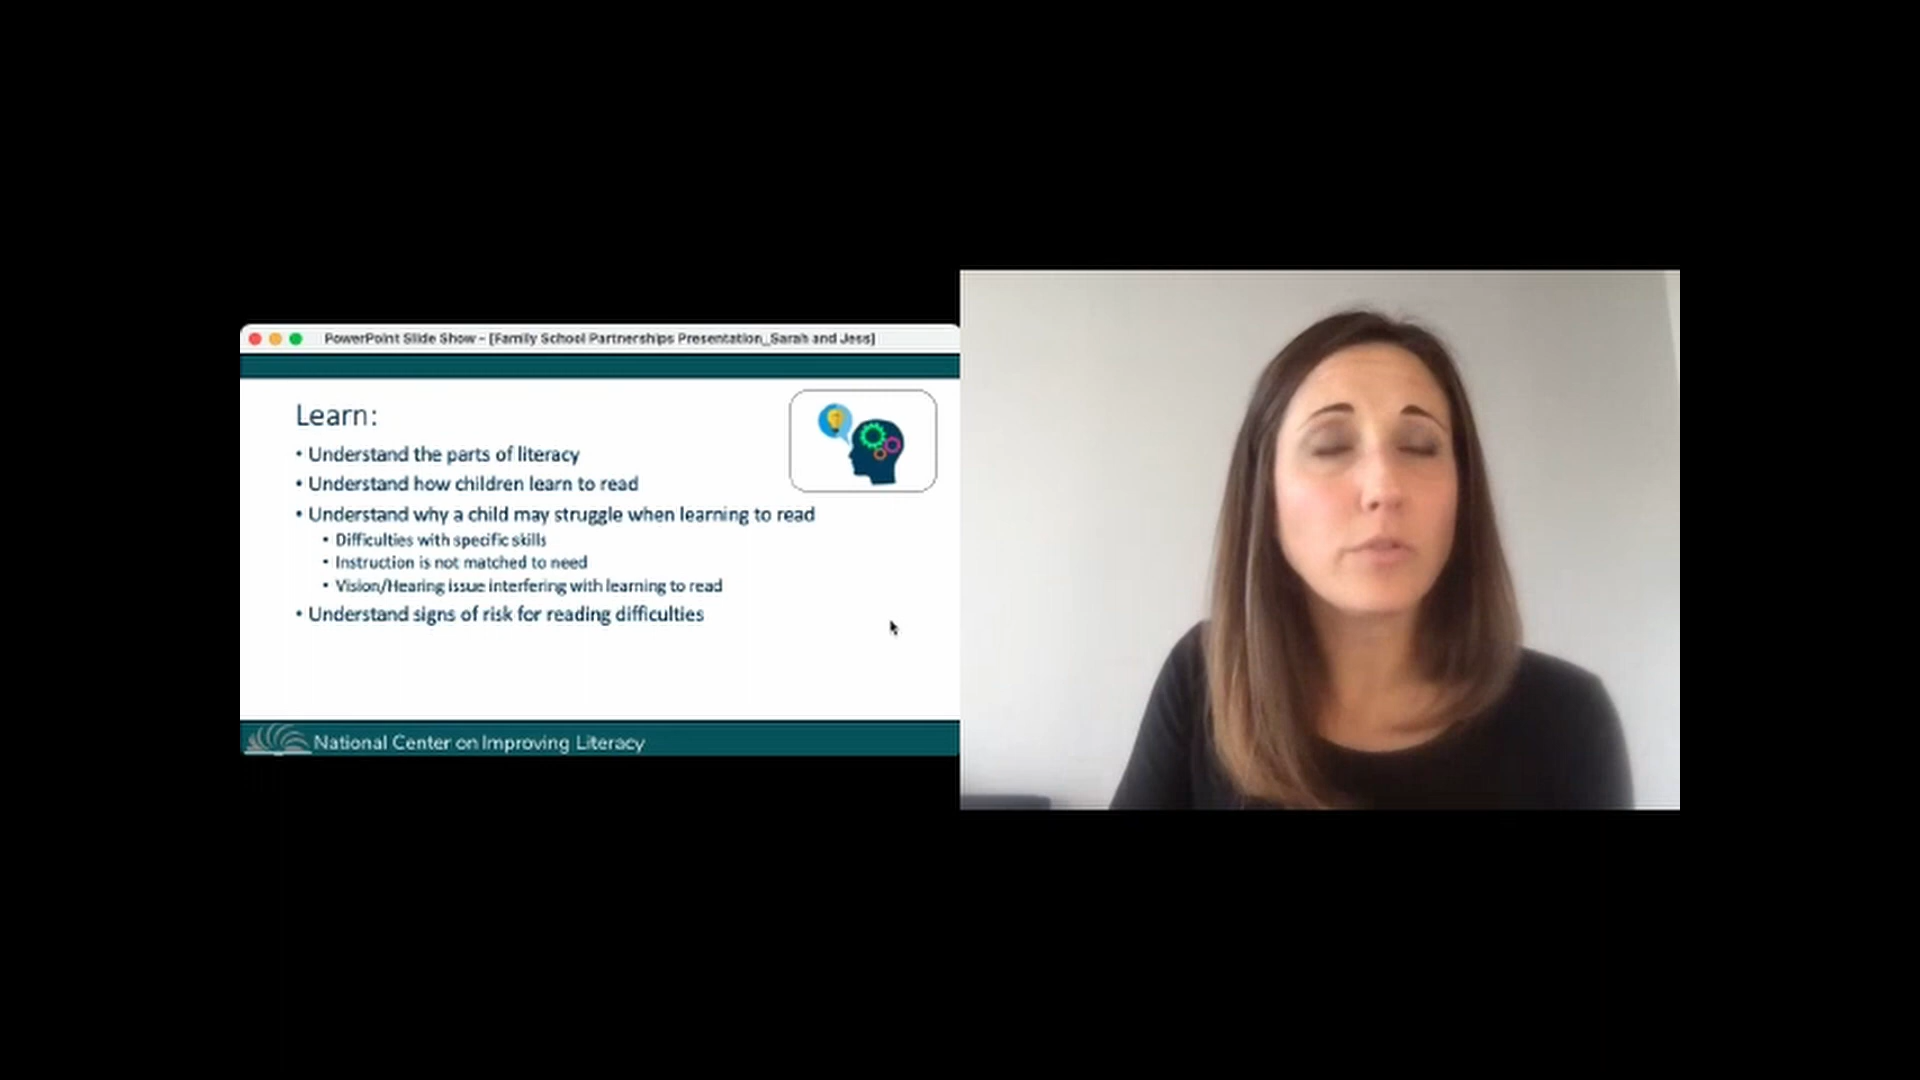 PowerPoint Slide Show - [Family School Partnerships Presentation_Sarah and Jess]
Learn:
• Understand the parts of literacy
• Understand how children learn to read
• Understand why a child may struggle when learning to read
• Difficulties with specific skills
• Instruction is not matched to need
• Vision/Hearing issue interfering with learning to read
• Understand signs of risk for reading difficulties
National Center on Improving Literacy